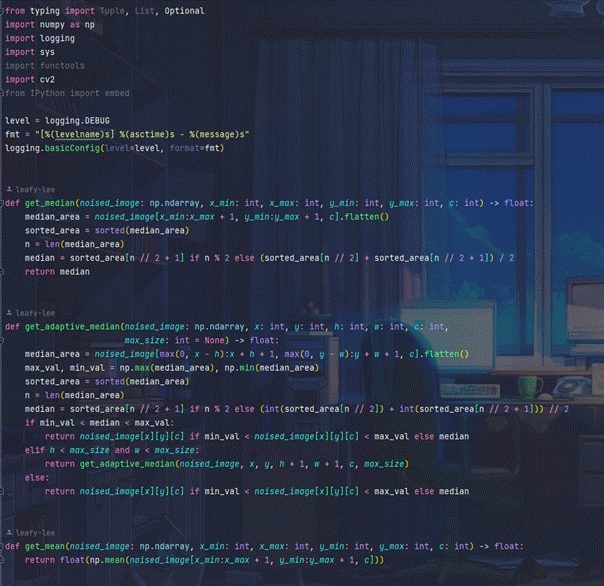 from typing import Tuple, List, Optional
import numpy as np
import logging
import sys
import functools
import cv2
from IPython import embed
level = logging.DEBUG
fmt = "[%(levelname)s] %(asctime)s - %(message)s"
logging.basicConfig(level=level, format=fmt)
leafy-lee
def get_median(noised_image: np.ndarray, x_min: int, x_max: int, y_min: int, y_max: int, c: int) -> float:
    median_area = noised_image[x_min:x_max + 1, y_min:y_max + 1, c].flatten()
    sorted_area = sorted(median_area)
    n = len(median_area)
    median = sorted_area[n // 2 + 1] if n % 2 else (sorted_area[n // 2] + sorted_area[n // 2 + 1]) / 2
    return median
leafy-lee
def get_adaptive_median(noised_image: np.ndarray, x: int, y: int, h: int, w: int, c: int,
                        max_size: int = None) -> float:
    median_area = noised_image[max(0, x - h):x + h + 1, max(0, y - w):y + w + 1, c].flatten()
    max_val, min_val = np.max(median_area), np.min(median_area)
    sorted_area = sorted(median_area)
    n = len(median_area)
    median = sorted_area[n // 2 + 1] if n % 2 else (int(sorted_area[n // 2]) + int(sorted_area[n // 2 + 1])) // 2
    if min_val < median < max_val:
        return noised_image[x][y][c] if min_val < noised_image[x][y][c] < max_val else median
    elif h < max_size and w < max_size:
        return get_adaptive_median(noised_image, x, y, h + 1, w + 1, c, max_size)
    else:
        return noised_image[x][y][c] if min_val < noised_image[x][y][c] < max_val else median
leafy-lee
def get_mean(noised_image: np.ndarray, x_min: int, x_max: int, y_min: int, y_max: int, c: int) -> float:
    return float(np.mean(noised_image[x_min:x_max + 1, y_min:y_max + 1, c]))